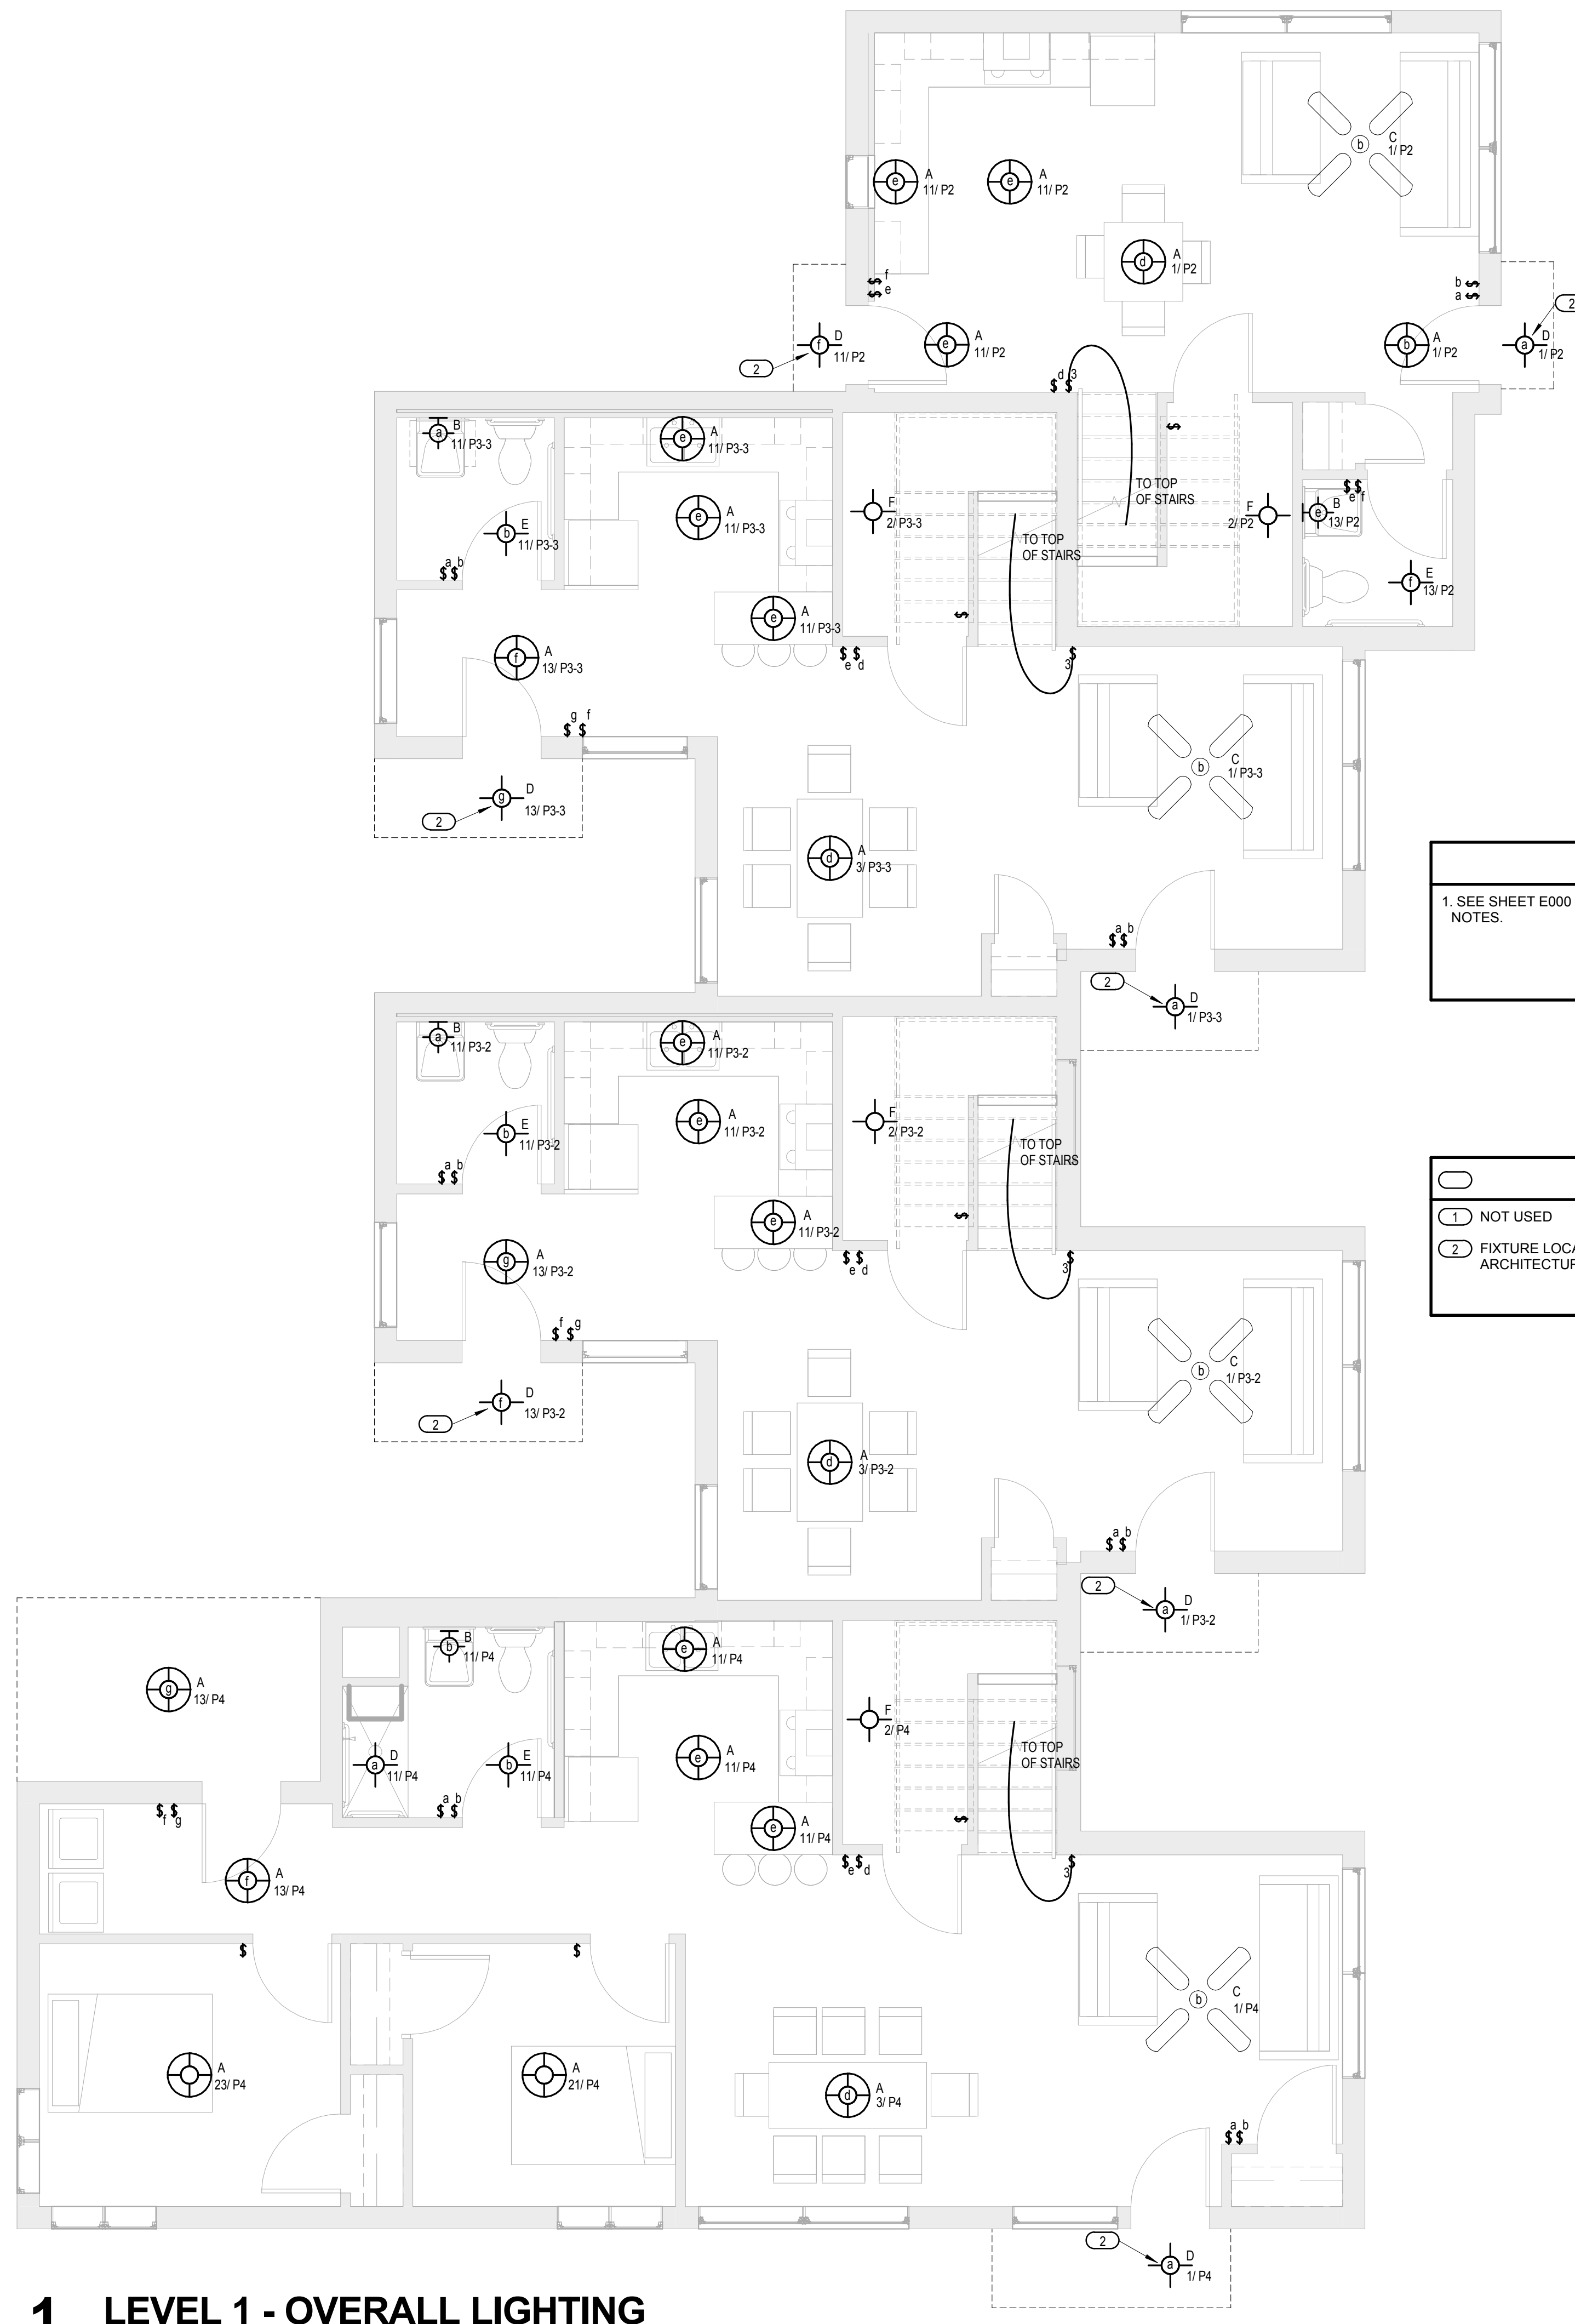 C
1/ P2
b
e
A
11/ P2
e
A
11/ P2
d
A
1/ P2
f
e
b
a
2
f
D
11/ P2
2
e
A
11/ P2
b
A
1/ P2
a
D
1/ P2
d
3
B
a
11/ P3-3
e
A
11/ P3-3
e
A
11/ P3-3
TO TOP
OF STAIRS
F
2/ P3-3
F
2/ P2
e
f
e
B
13/ P2
b
E
11/ P3-3
TO TOP
OF STAIRS
a
b
f
E
13/ P2
e
A
11/ P3-3
f
A
13/ P3-3
e
d
3
g
f
b
C
1/ P3-3
g
D
13/ P3-3
2
d
A
3/ P3-3
1. SEE SHEET E000
NOTES.
a
b
2
a
D
1/ P3-3
a
B
11/ P3-2
e
A
11/ P3-2
e
A
11/ P3-2
F
2/ P3-2
b
E
11/ P3-2
TO TOP
OF STAIRS
a
b
e
A
11/ P3-2
1 NOT USED
2 FIXTURE LOCA
ARCHITECTUR
g
A
13/ P3-2
e
d
3
f
g
b
C
1/ P3-2
f
D
13/ P3-2
2
d
A
3/ P3-2
a
b
2
a
D
1/ P3-2
b
B
11/ P4
e
A
11/ P4
g
A
13/ P4
F
2/ P4
a
D
11/ P4
b
E
11/ P4
e
A
11/ P4
TO TOP
OF STAIRS
a
b
f
g
e
A
11/ P4
e
d
3
f
A
13/ P4
b
C
1/ P4
A
23/ P4
A
21/ P4
d
A
3/ P4
a
b
2
a
D
1/ P4
1 LEVEL 1 - OVERALL LIGHTING